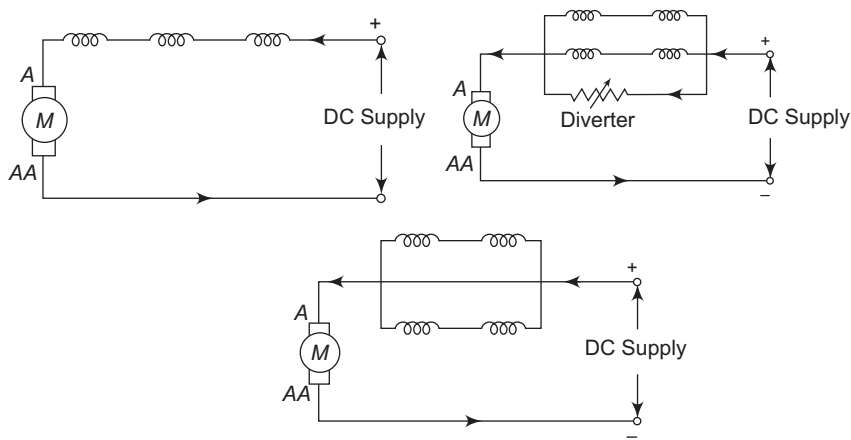 +
A
M
AA
DC Supply
+
A
M
AA
Diverter
DC Supply
–
+
A
M
AA
DC Supply
–